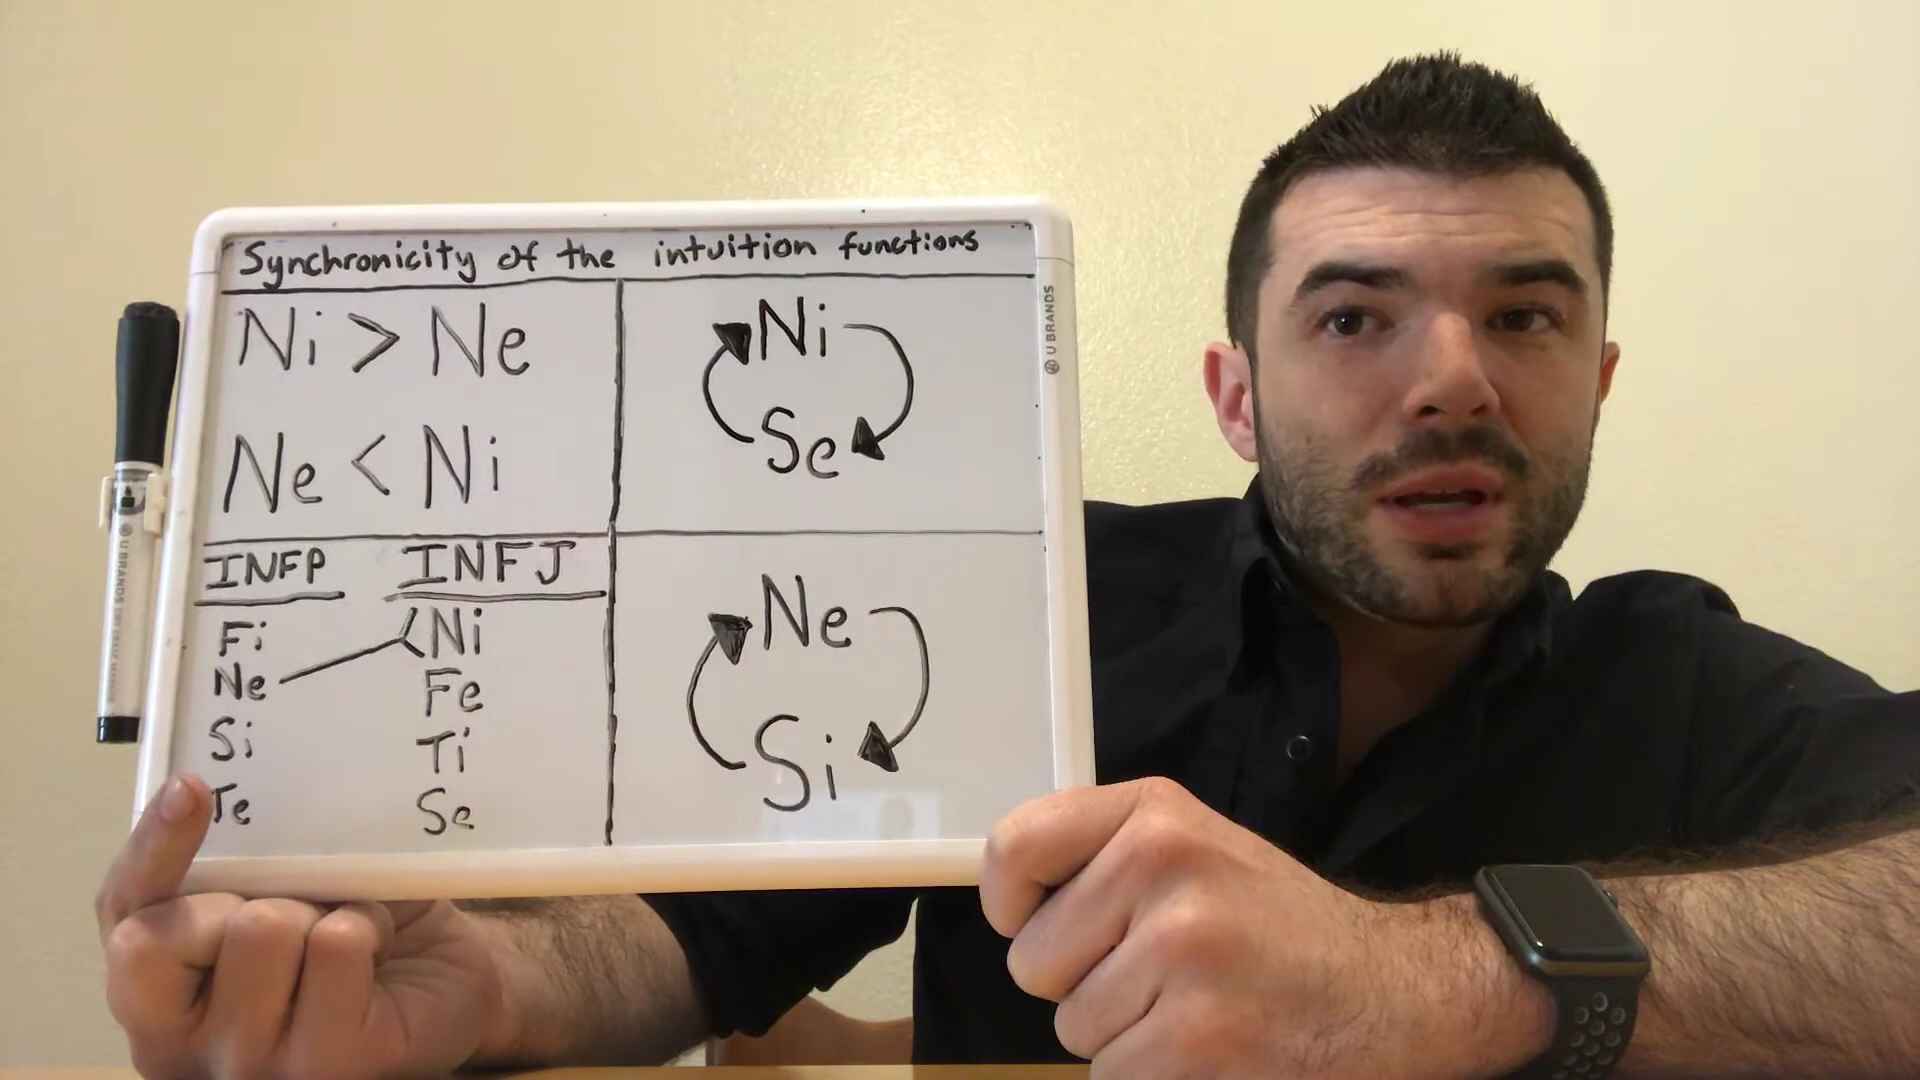 Synchronicity of the intuition functions
Ni > Ne
Ne < Ni
Ni
Se
INFP INFJ
Fi <Ni
Ne Fe
Si Ti
Te Se
Ne
Si
U BRANDS
U BRANDS